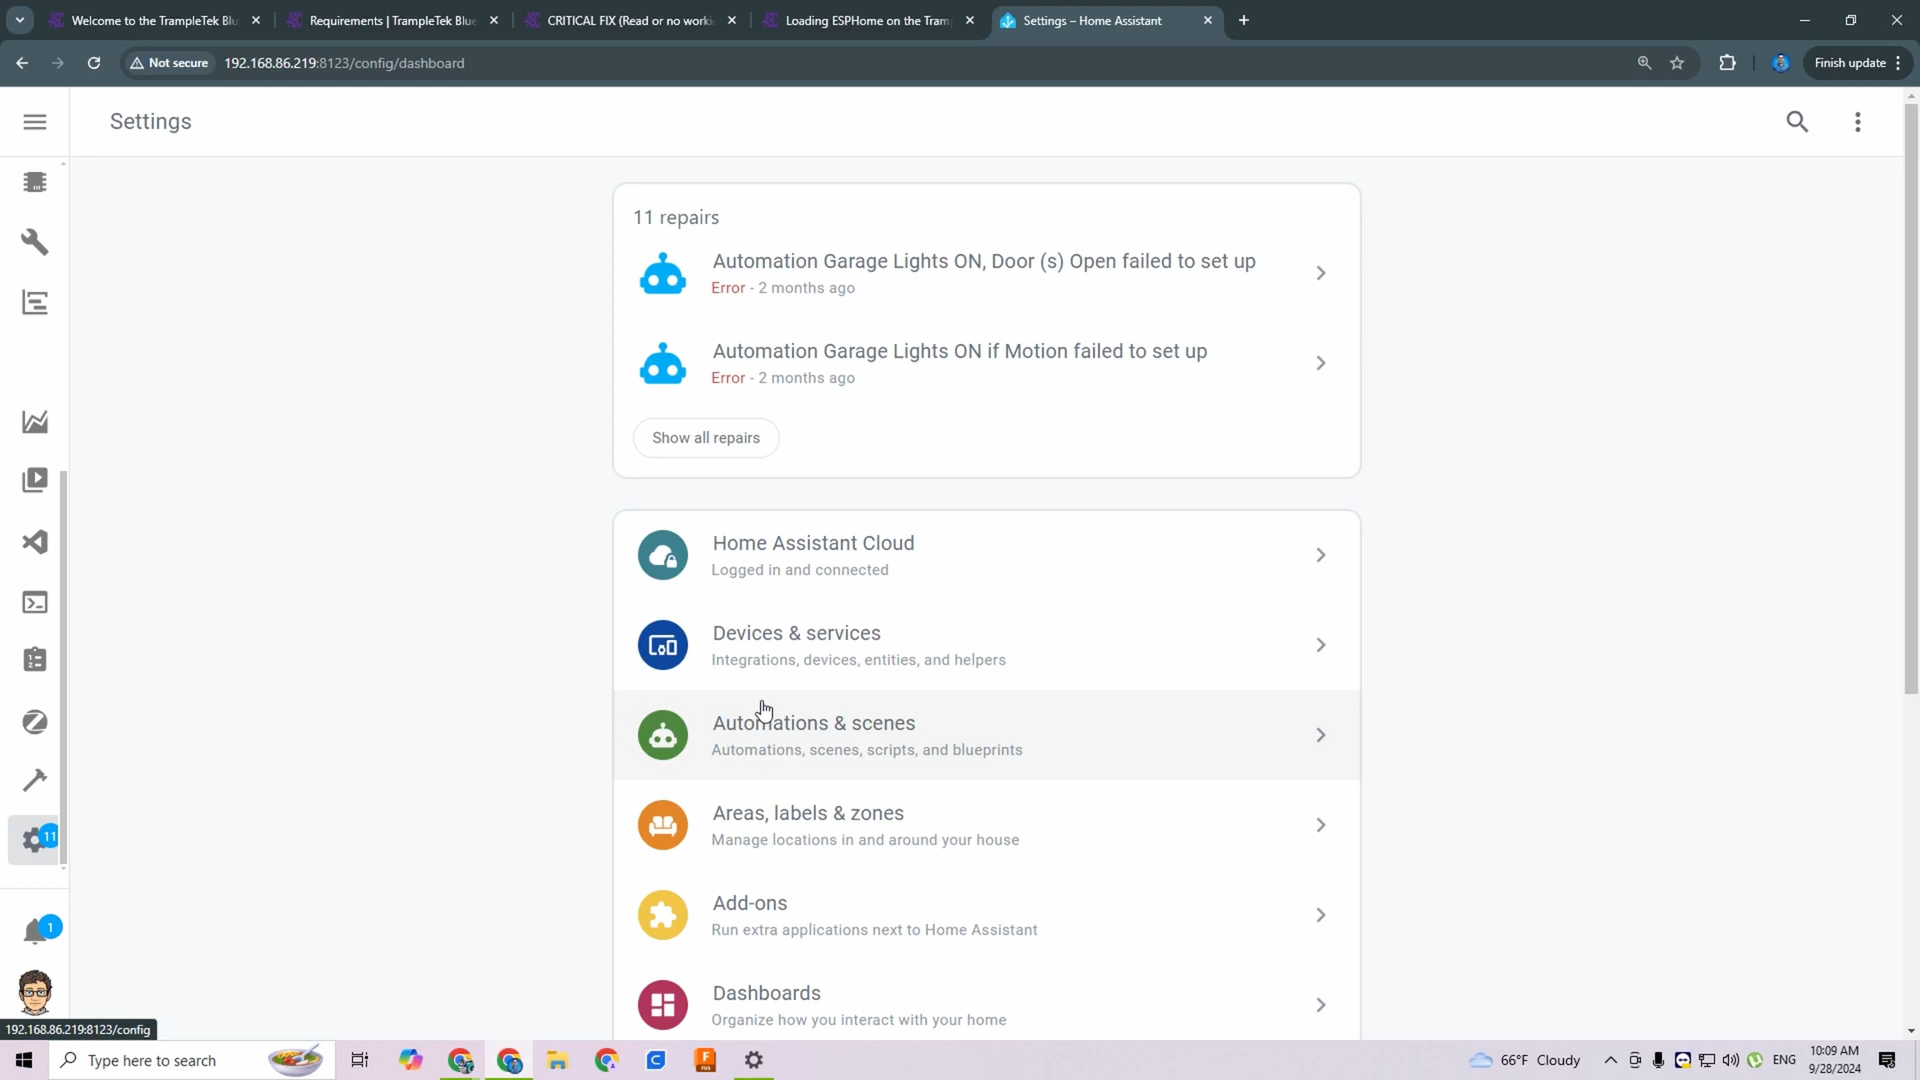 Welcome to the TrampleTek Blu
Requirements | TrampleTek Blue
CRITICAL FIX (Read or no worki
Loading ESPHome on the Tram
Settings – Home Assistant
Not secure
192.168.86.219:8123/config/dashboard
Finish update
Settings
11 repairs
Automation Garage Lights ON, Door (s) Open failed to set up
Error - 2 months ago
Automation Garage Lights ON if Motion failed to set up
Error - 2 months ago
Show all repairs
Home Assistant Cloud
Logged in and connected
Devices & services
Integrations, devices, entities, and helpers
Automations & scenes
Automations, scenes, scripts, and blueprints
Areas, labels & zones
Manage locations in and around your house
Add-ons
Run extra applications next to Home Assistant
Dashboards
Organize how you interact with your home
11
1
192.168.86.219:8123/config
Type here to search
66°F Cloudy
ENG
10:09 AM
9/28/2024